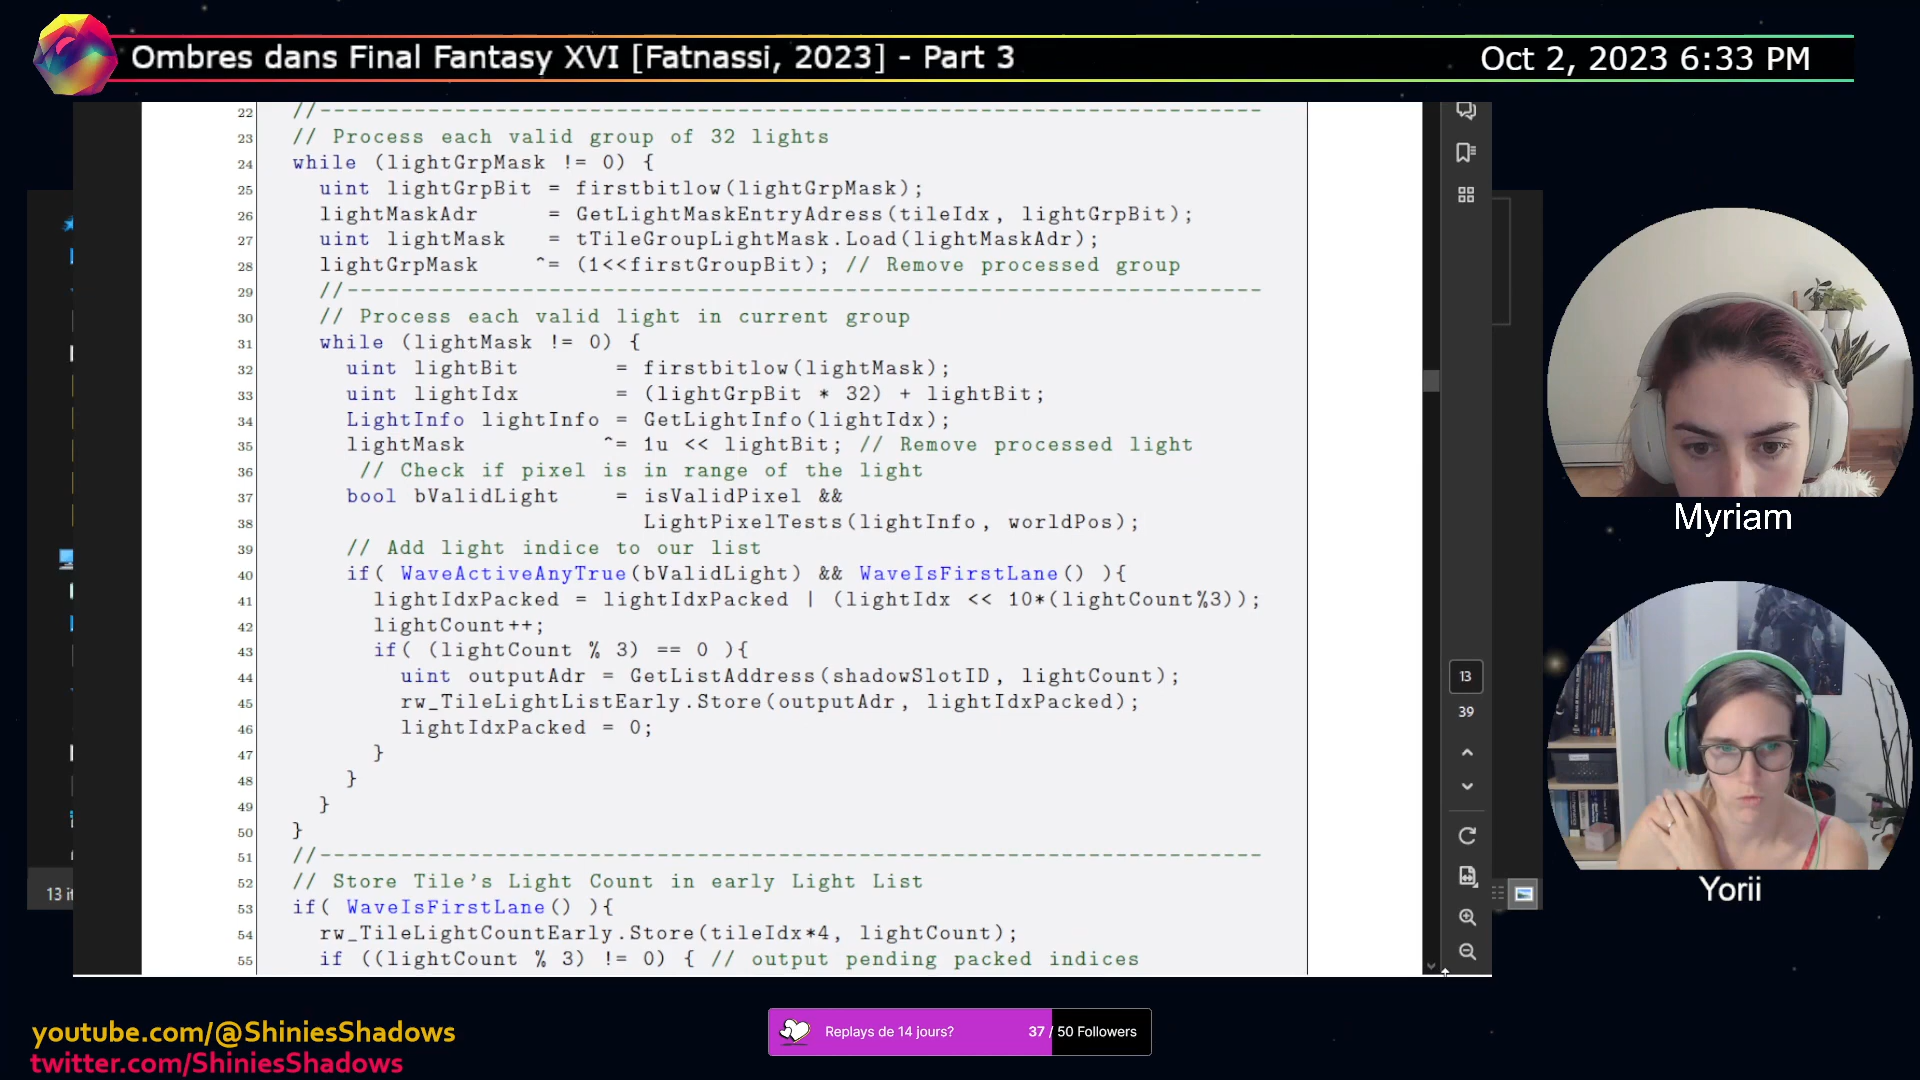 Ombres dans Final Fantasy XVI [Fatnassi, 2023] - Part 3
Oct 2, 2023 6:33 PM
22 //--------------------------------------------------------------------
23 // Process each valid group of 32 lights
24 while (lightGrpMask != 0) {
25 uint lightGrpBit = firstbitlow(lightGrpMask);
26 lightMaskAdr = GetLightMaskEntryAdress(tileIdx, lightGrpBit);
27 uint lightMask = tTileGroupLightMask.Load(lightMaskAdr);
28 lightGrpMask ^= (1<<firstGroupBit); // Remove processed group
29 //--------------------------------------------------------------------
30 // Process each valid light in current group
31 while (lightMask != 0) {
32 uint lightBit = firstbitlow(lightMask);
33 uint lightIdx = (lightGrpBit * 32) + lightBit;
34 LightInfo lightInfo = GetLightInfo(lightIdx);
35 lightMask ^= 1u << lightBit; // Remove processed light
36 // Check if pixel is in range of the light
37 bool bValidLight = isValidPixel &&
38 LightPixelTests(lightInfo, worldPos);
39 // Add light indice to our list
40 if( WaveActiveAnyTrue(bValidLight) && WaveIsFirstLane() ){
41 lightIdxPacked = lightIdxPacked | (lightIdx << 10*(lightCount%3));
42 lightCount++;
43 if( (lightCount % 3) == 0 ){
44 uint outputAdr = GetListAddress(shadowSlotID, lightCount);
45 rw_TileLightListEarly.Store(outputAdr, lightIdxPacked);
46 lightIdxPacked = 0;
47 }
48 }
49 }
50 }
51 //--------------------------------------------------------------------
52 // Store Tile's Light Count in early Light List
53 if( WaveIsFirstLane() ){
54 rw_TileLightCountEarly.Store(tileIdx*4, lightCount);
55 if ((lightCount % 3) != 0) { // output pending packed indices
13
39
13 it
Myriam
Yorii
youtube.com/@ShiniesShadows
twitter.com/ShiniesShadows
Replays de 14 jours? 37 / 50 Followers